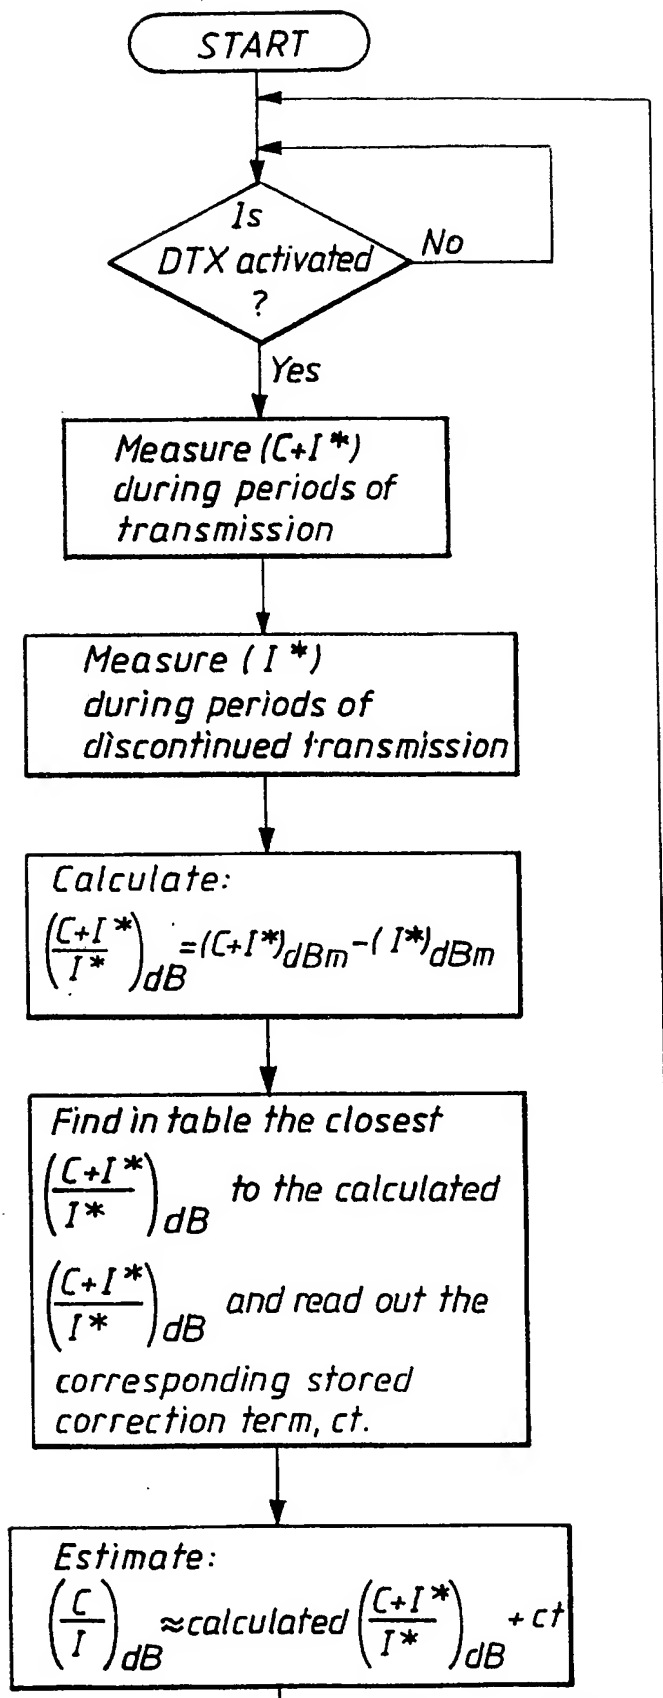 START
Is
DTX activated
?
No
Yes
Measure (C+I*)
during periods of
transmission
Measure (I*)
during periods of
discontinued transmission
Calculate:
(C+I*/I*)dB=(C+I*)dBm-(I*)dBm
Find in table the closest
(C+I*/I*)dB to the calculated
(C+I*/I*)dB and read out the
corresponding stored
correction term, ct.
Estimate:
(C/I)dB≈calculated(C+I*/I*)dB+ct